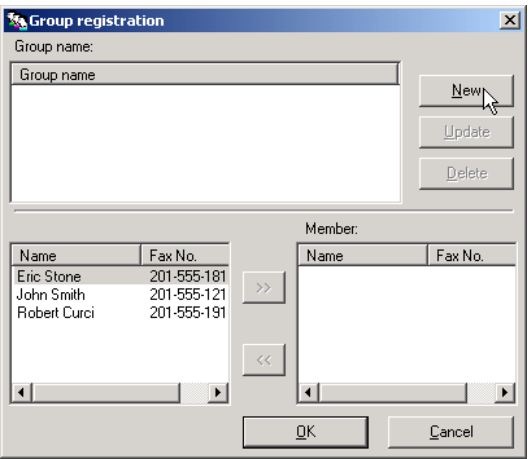 Group registration
Group name:
Group name
New
Update
Delete
Member:
Name Fax No.
Eric Stone 201-555-181
John Smith 201-555-121
Robert Curci 201-555-191
>>
<<
Name Fax No.
OK Cancel